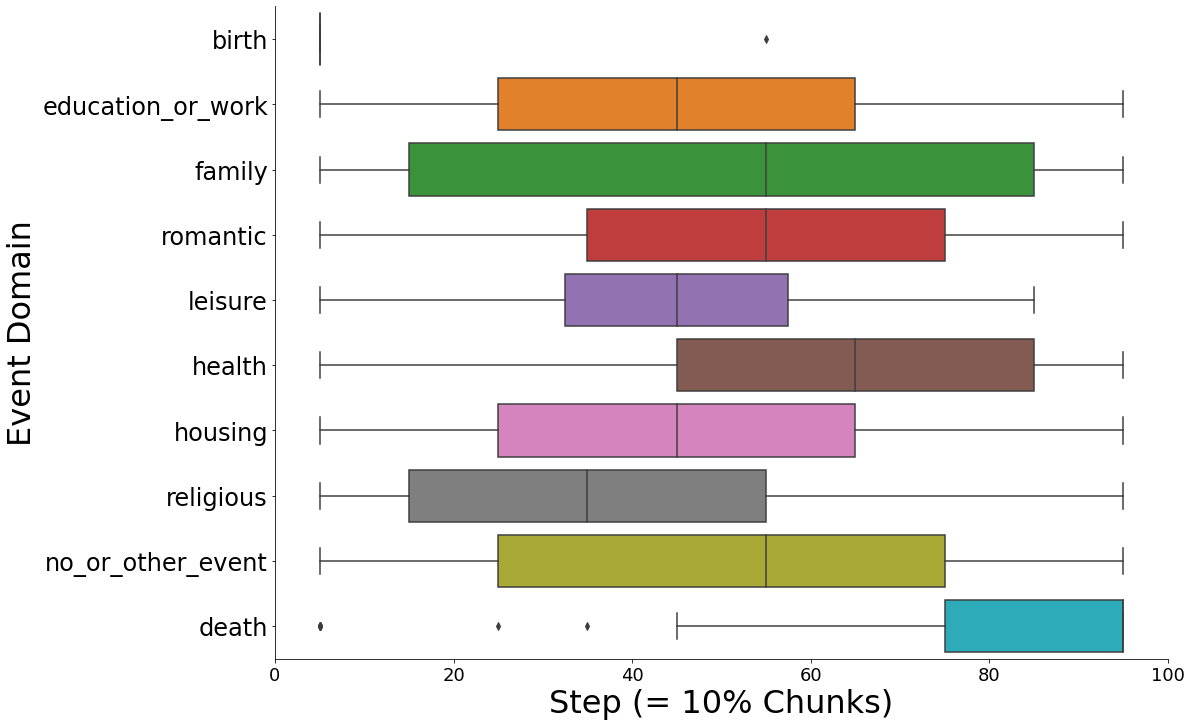 Event Domain
birth
education_or_work
family
romantic
leisure
health
housing
religious
no_or_other_event
death
0 20 40 60 80 100
Step (= 10% Chunks)